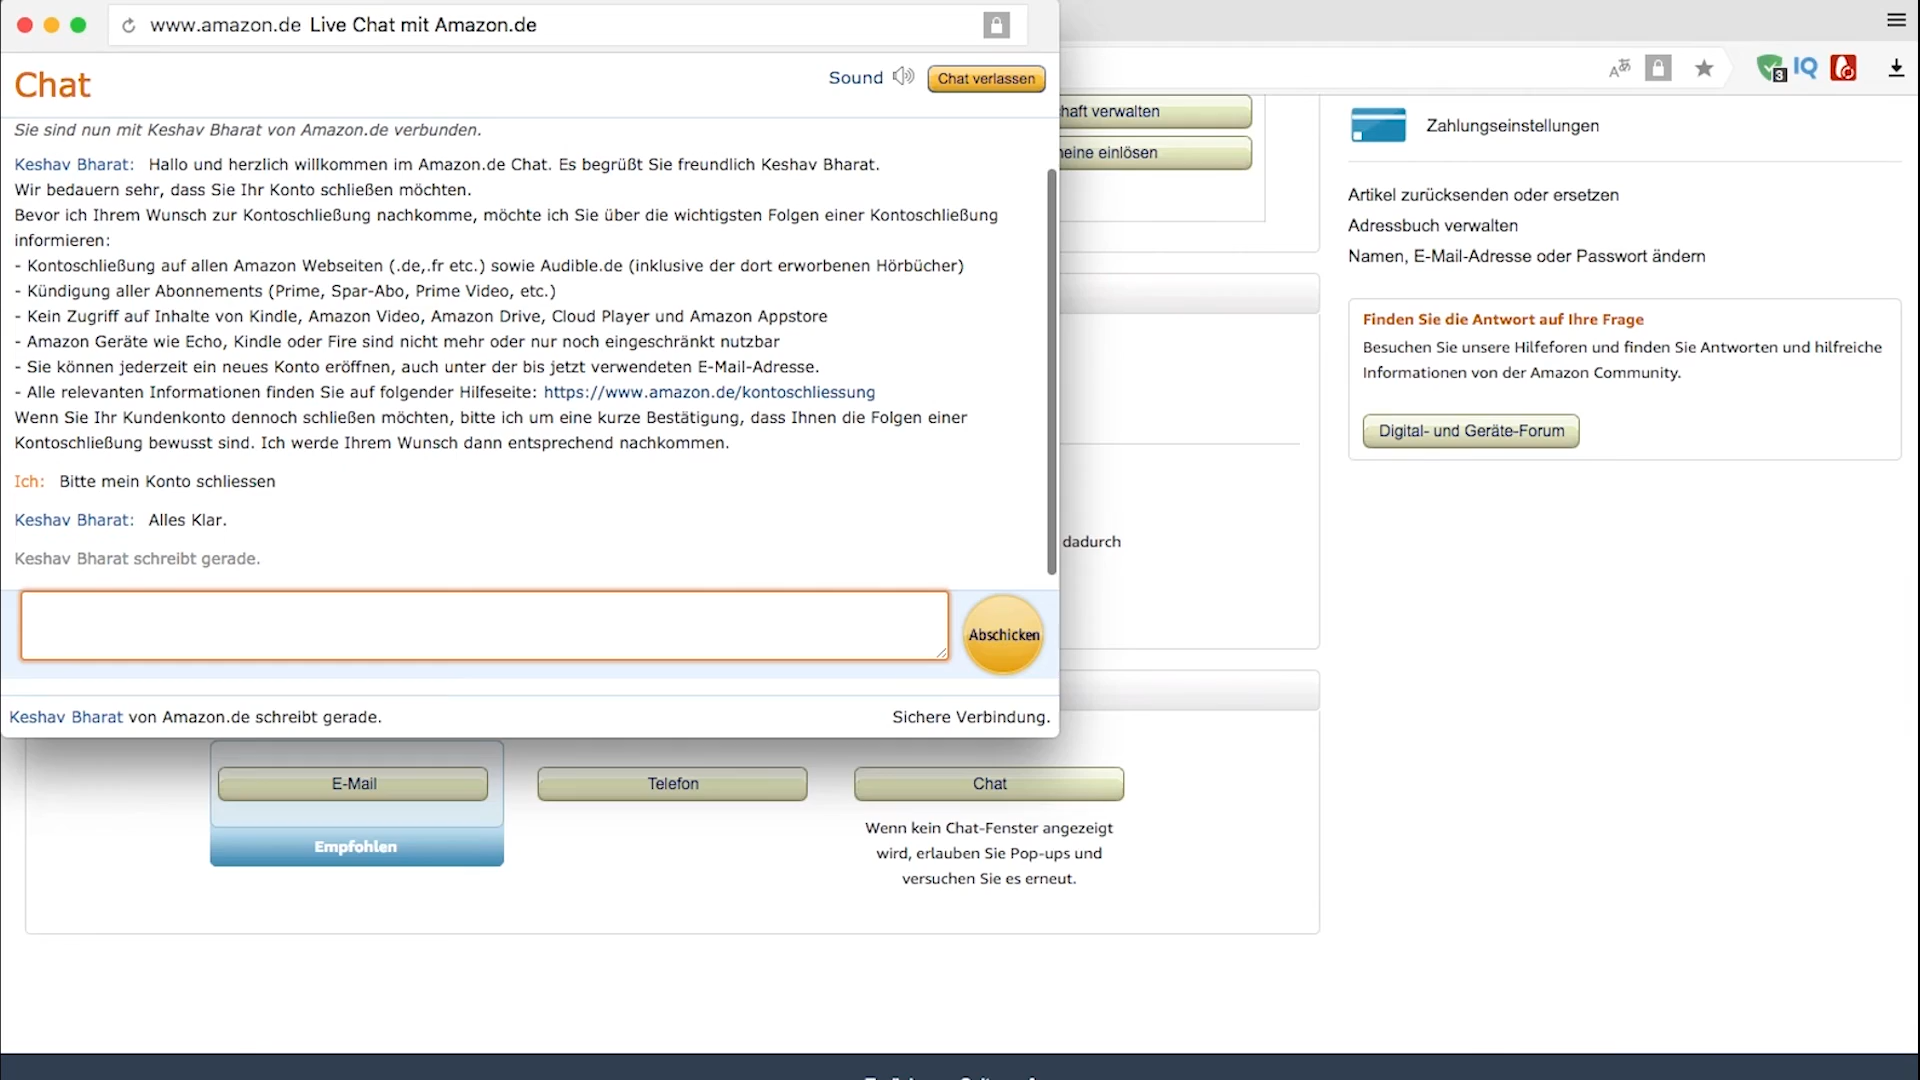 www.amazon.de Live Chat mit Amazon.de
Chat
Sound
Chat verlassen
Sie sind nun mit Keshav Bharat von Amazon.de verbunden.
Keshav Bharat: Hallo und herzlich willkommen im Amazon.de Chat. Es begrüßt Sie freundlich Keshav Bharat.
Wir bedauern sehr, dass Sie Ihr Konto schließen möchten.
Bevor ich Ihrem Wunsch zur Kontoschließung nachkomme, möchte ich Sie über die wichtigsten Folgen einer Kontoschließung
informieren:
- Kontoschließung auf allen Amazon Webseiten (.de,.fr etc.) sowie Audible.de (inklusive der dort erworbenen Hörbücher)
- Kündigung aller Abonnements (Prime, Spar-Abo, Prime Video, etc.)
- Kein Zugriff auf Inhalte von Kindle, Amazon Video, Amazon Drive, Cloud Player und Amazon Appstore
- Amazon Geräte wie Echo, Kindle oder Fire sind nicht mehr oder nur noch eingeschränkt nutzbar
- Sie können jederzeit ein neues Konto eröffnen, auch unter der bis jetzt verwendeten E-Mail-Adresse.
- Alle relevanten Informationen finden Sie auf folgender Hilfeseite: https://www.amazon.de/kontoschliessung
Wenn Sie Ihr Kundenkonto dennoch schließen möchten, bitte ich um eine kurze Bestätigung, dass Ihnen die Folgen einer
Kontoschließung bewusst sind. Ich werde Ihrem Wunsch dann entsprechend nachkommen.
Ich: Bitte mein Konto schliessen
Keshav Bharat: Alles Klar.
Keshav Bharat schreibt gerade.
Abschicken
Keshav Bharat von Amazon.de schreibt gerade.
Sichere Verbindung.
3
IQ
haft verwalten
eine einlösen
dadurch
Zahlungseinstellungen
Artikel zurücksenden oder ersetzen
Adressbuch verwalten
Namen, E-Mail-Adresse oder Passwort ändern
Finden Sie die Antwort auf Ihre Frage
Besuchen Sie unsere Hilfeforen und finden Sie Antworten und hilfreiche
Informationen von der Amazon Community.
Digital- und Geräte-Forum
E-Mail
Empfohlen
Telefon
Chat
Wenn kein Chat-Fenster angezeigt
wird, erlauben Sie Pop-ups und
versuchen Sie es erneut.